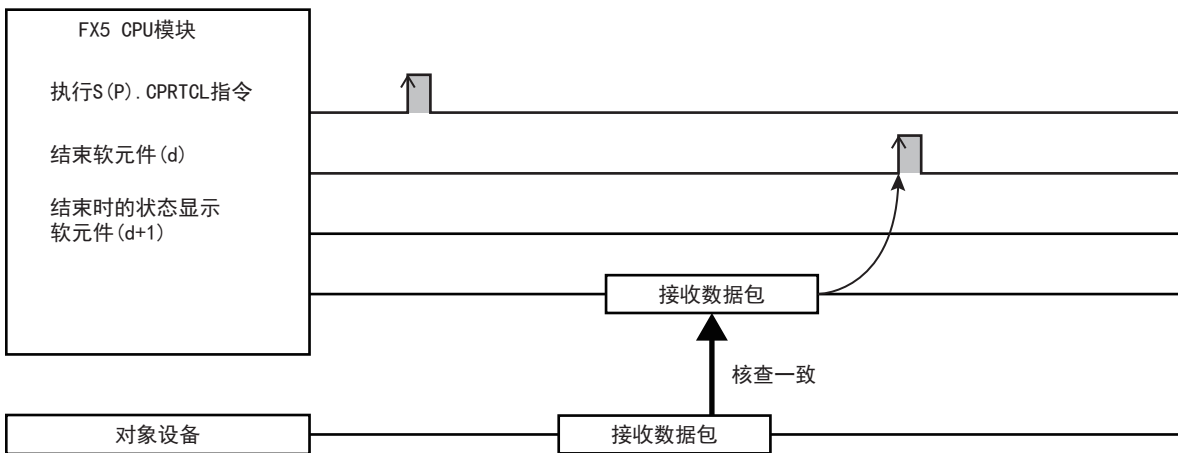 FX5 CPU模块
执行S(P).CPRTCL指令
结束软元件(d)
结束时的状态显示
软元件(d+1)
接收数据包
核查一致
对象设备
接收数据包